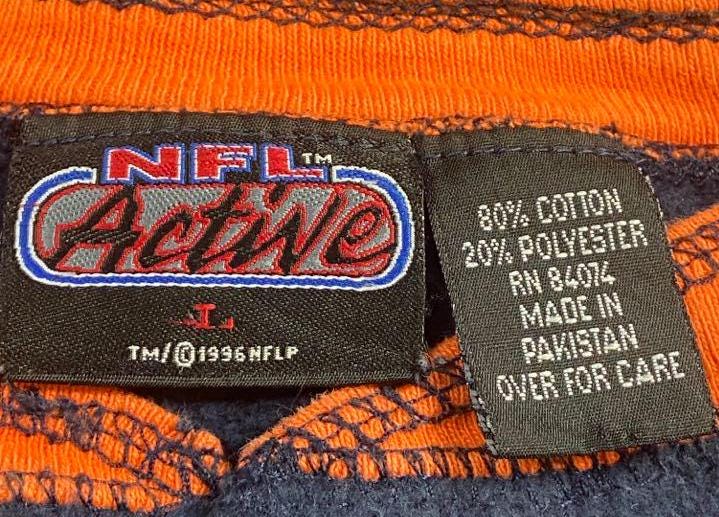 NFL™
Active
L
TM/©1996NFLP
80% COTTON
20% POLYESTER
RN 84074
MADE IN
PAKISTAN
OVER FOR CARE